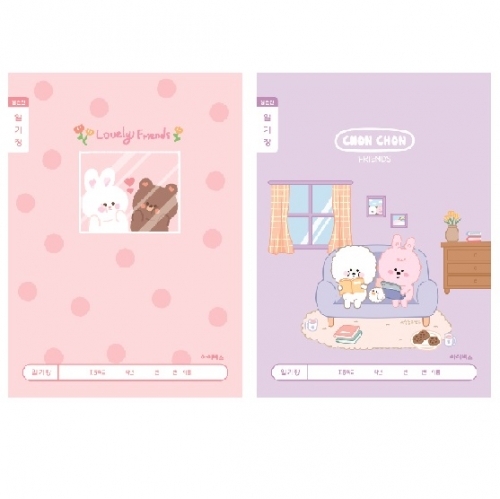 일
기
장
Lovely Friends
일기장 초등학교 학년 반 번 이름
일
기
장
CHON CHON
FRIENDS
일기장 초등학교 학년 반 번 이름